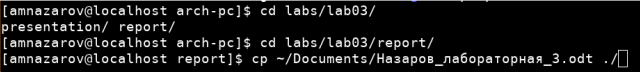 [amnazarov@localhost arch-pc]$ cd labs/lab03/
presentation/ report/
[amnazarov@localhost arch-pc]$ cd labs/lab03/report/
[amnazarov@localhost report]$ cp ~/Documents/Назаров_лабораторная_3.odt ./